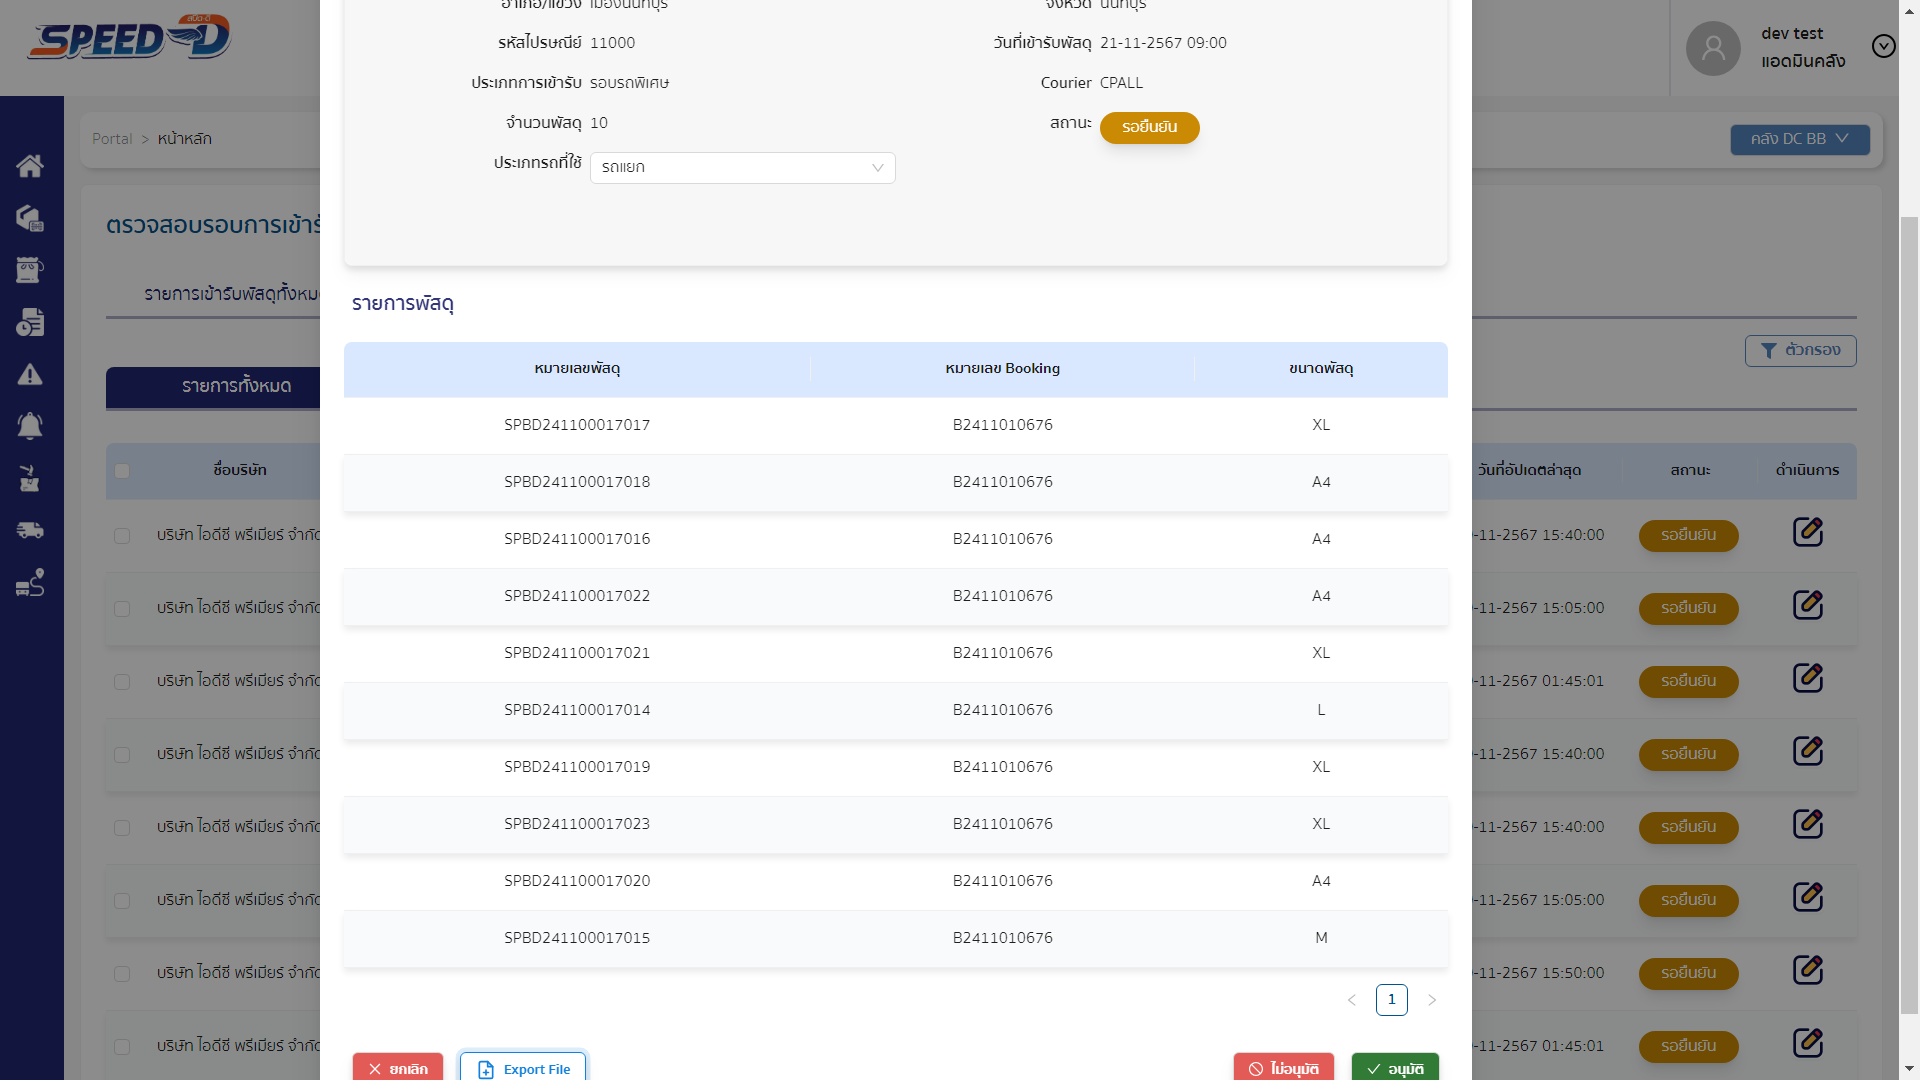 สปีด-ดี
SPEED-D
dev test
แอดมินคลัง
Portal > หน้าหลัก
คลัง DC BB
ตรวจสอบรอบการเข้ารั
รายการเข้ารับพัสดุทั้งหม
ตัวกรอง
รายการทั้งหมด
อำเภอ/แขวง เมืองนนทบุรี
จังหวัด นนทบุรี
รหัสไปรษณีย์ 11000
วันที่เข้ารับพัสดุ 21-11-2567 09:00
ประเภทการเข้ารับ รอบรถพิเศษ
Courier CPALL
จำนวนพัสดุ 10
สถานะ รอยืนยัน
ประเภทรถที่ใช้ รถแยก
รายการพัสดุ
หมายเลขพัสดุ หมายเลข Booking ขนาดพัสดุ
SPBD241100017017 B2411010676 XL
SPBD241100017018 B2411010676 A4
SPBD241100017016 B2411010676 A4
SPBD241100017022 B2411010676 A4
SPBD241100017021 B2411010676 XL
SPBD241100017014 B2411010676 L
SPBD241100017019 B2411010676 XL
SPBD241100017023 B2411010676 XL
SPBD241100017020 B2411010676 A4
SPBD241100017015 B2411010676 M
1
ยกเลิก
Export File
ไม่อนุมัติ
อนุมัติ
ชื่อบริษัท วันที่อัปเดตล่าสุด สถานะ ดำเนินการ
บริษัท ไอดีซี พรีเมียร์ จำกัด -11-2567 15:40:00 รอยืนยัน
บริษัท ไอดีซี พรีเมียร์ จำกัด -11-2567 15:05:00 รอยืนยัน
บริษัท ไอดีซี พรีเมียร์ จำกัด -11-2567 01:45:01 รอยืนยัน
บริษัท ไอดีซี พรีเมียร์ จำกัด -11-2567 15:40:00 รอยืนยัน
บริษัท ไอดีซี พรีเมียร์ จำกัด -11-2567 15:40:00 รอยืนยัน
บริษัท ไอดีซี พรีเมียร์ จำกัด -11-2567 15:05:00 รอยืนยัน
บริษัท ไอดีซี พรีเมียร์ จำกัด -11-2567 15:50:00 รอยืนยัน
บริษัท ไอดีซี พรีเมียร์ จำกัด -11-2567 01:45:01 รอยืนยัน